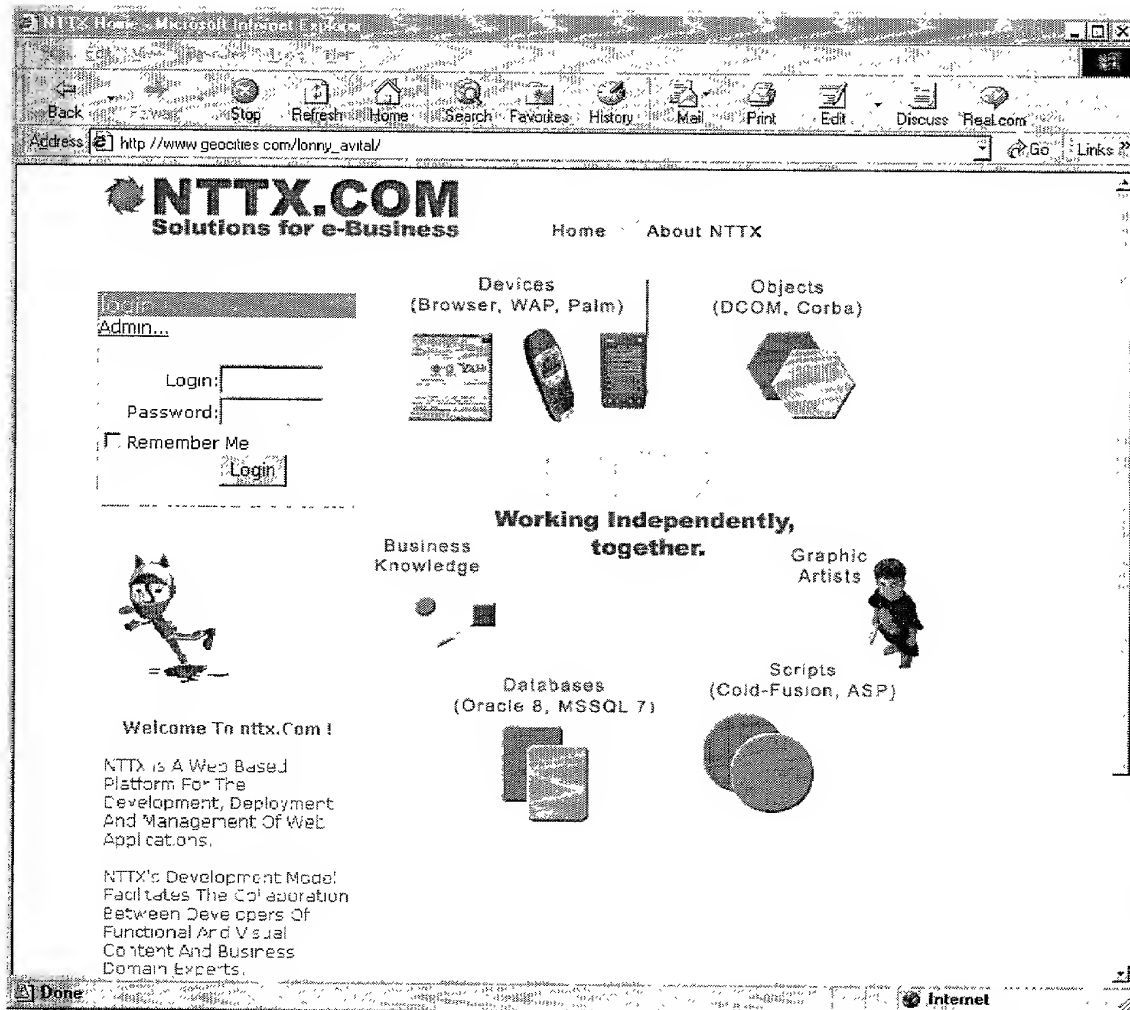 NTTX Home - Microsoft Internet Explorer
Back
Stop
Refresh
Home
Search
Favorites
History
Mail
Print
Edit
Discuss
Real.com
Address
http //www geocities com/lonny_avital/
Go
Links
NTTX.COM
Solutions for e-Business
Home
About NTTX
Login
Admin...
Login:
Password:
Remember Me
Login
Devices
(Browser, WAP, Palm)
Objects
(DCOM, Corba)
Working Independently,
together.
Business
Knowledge
Graphic
Artists
Databases
(Oracle 8, MSSQL 7)
Scripts
(Cold-Fusion, ASP)
Welcome To nttx.Com !
NTTX is A Web Based
Platform For The
Development, Deployment
And Management Of Web
Applications.
NTTX's Development Model
Facilitates The Collaboration
Between Developers Of
Functional And Visual
Content And Business
Domain Experts.
Done
Internet